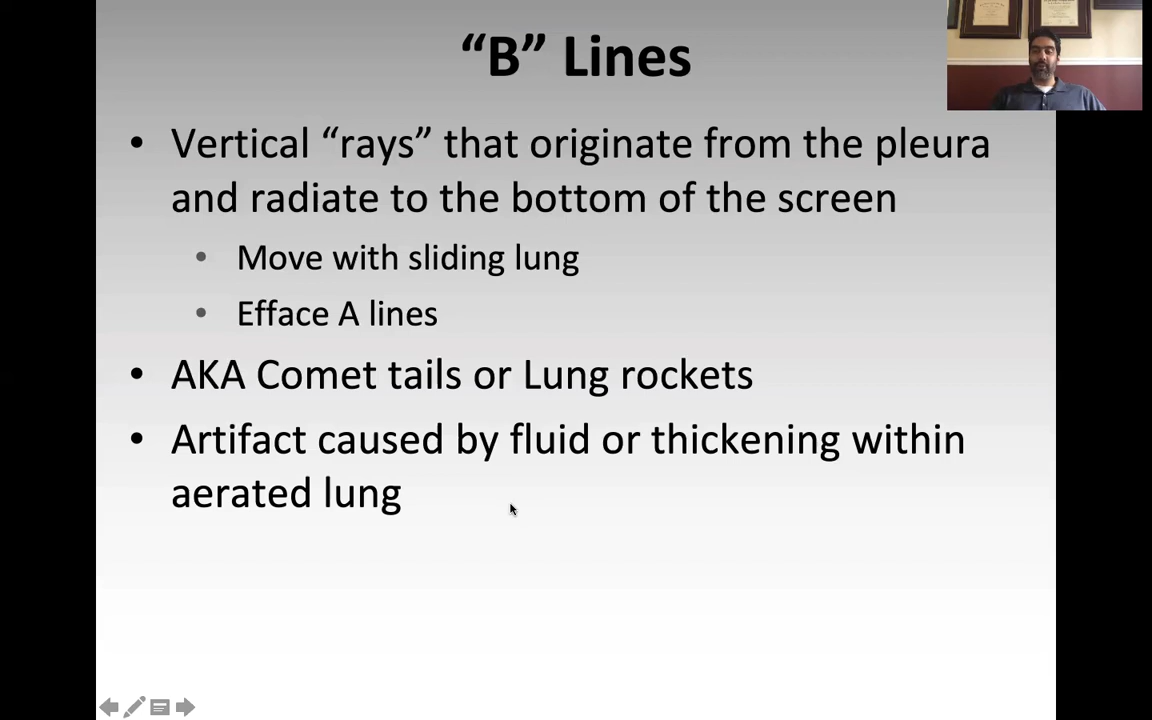 “B” Lines
• Vertical “rays” that originate from the pleura
and radiate to the bottom of the screen
• Move with sliding lung
• Efface A lines
• AKA Comet tails or Lung rockets
• Artifact caused by fluid or thickening within
aerated lung